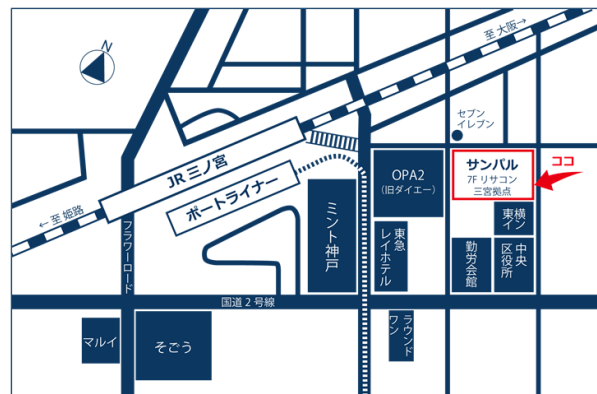 N
至 大阪→
セブン
イレブン
サンパル
7F リサコン
三宮拠点
ココ
JR 三ノ宮
ポートライナー
OPA2
（旧ダイエー）
← 至 姫路
フラワーロード
ミント神戸
東急
レイホテル
東横
イン
勤労会館
中央
区役所
国道 2 号線
マルイ
そごう
ラウンド
ワン